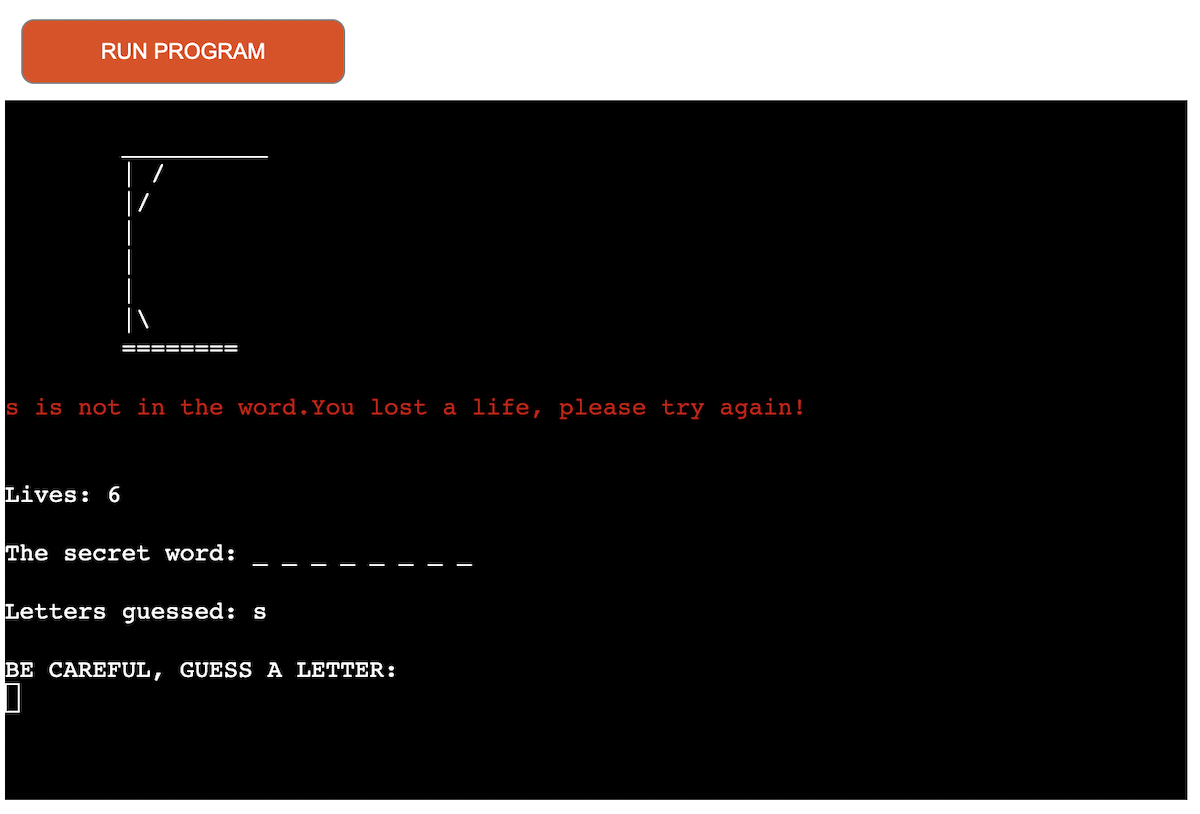 RUN PROGRAM
__________
| /
|/
|
|
|
|\
========
s is not in the word.You lost a life, please try again!
Lives: 6
The secret word: _ _ _ _ _ _ _ _
Letters guessed: s
BE CAREFUL, GUESS A LETTER: